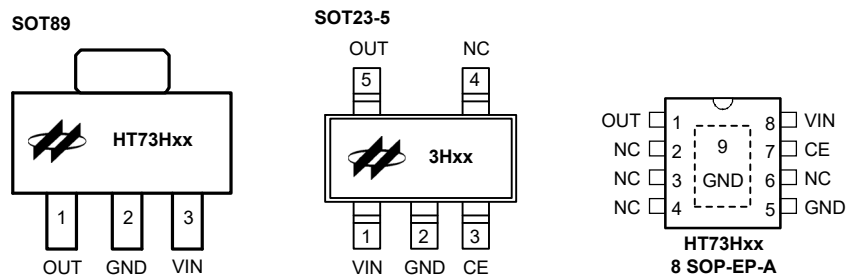 SOT89
HT73Hxx
1 2 3
OUT GND VIN
SOT23-5
OUT NC
5 4
3Hxx
1 2 3
VIN GND CE
OUT 1 8 VIN
NC 2 9 7 CE
NC 3 GND 6 NC
NC 4 5 GND
HT73Hxx
8 SOP-EP-A